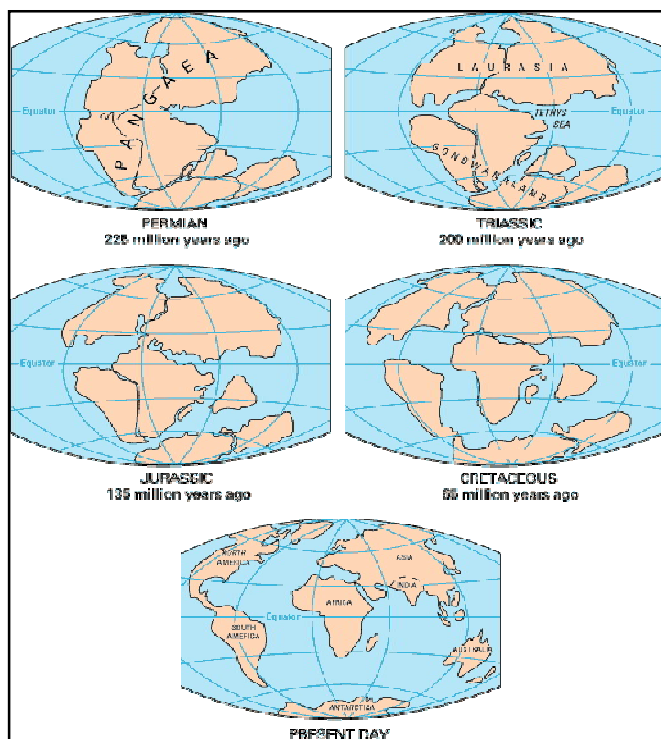 PANGAEA
Equator
PERMIAN
225 million years ago
LAURASIA
TETHYS
SEA
Equator
GONDWANALAND
TRIASSIC
200 million years ago
Equator
JURASSIC
135 million years ago
Equator
CRETACEOUS
65 million years ago
NORTH
AMERICA
ASIA
INDIA
AFRICA
Equator
SOUTH
AMERICA
AUSTRALIA
ANTARCTICA
PRESENT DAY